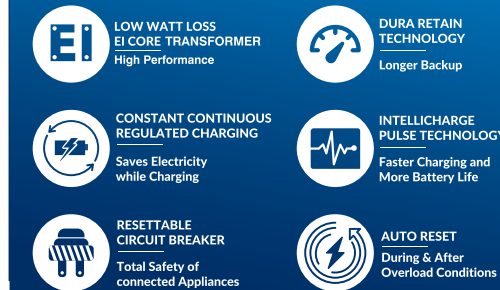 EI
LOW WATT LOSS
EI CORE TRANSFORMER
High Performance
DURA RETAIN
TECHNOLOGY
Longer Backup
CONSTANT CONTINUOUS
REGULATED CHARGING
Saves Electricity
while Charging
INTELLICHARGE
PULSE TECHNOLOGY
Faster Charging and
More Battery Life
RESETTABLE
CIRCUIT BREAKER
Total Safety of
connected Appliances
AUTO RESET
During & After
Overload Conditions